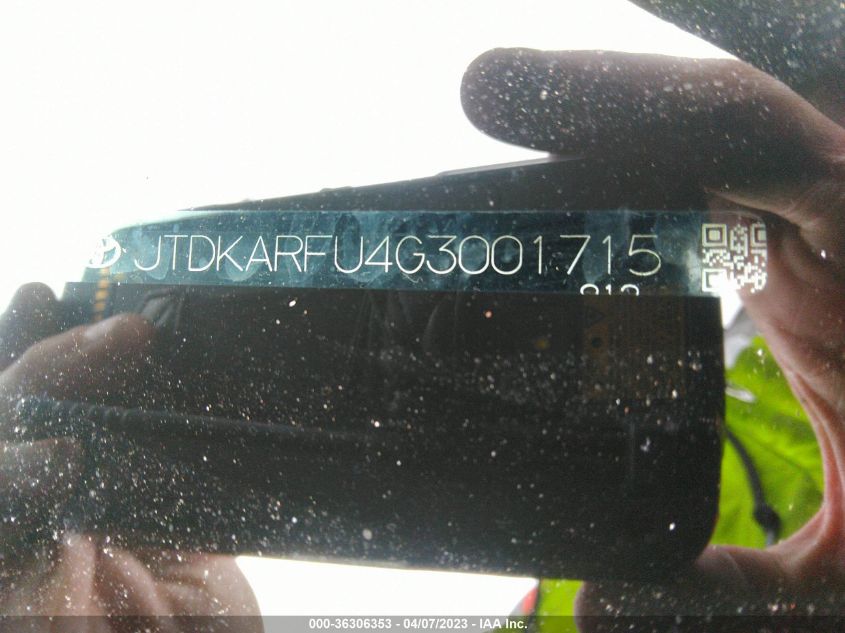 JTDKARFU4G3001715
000-36306353 - 04/07/2023 - IAA Inc.